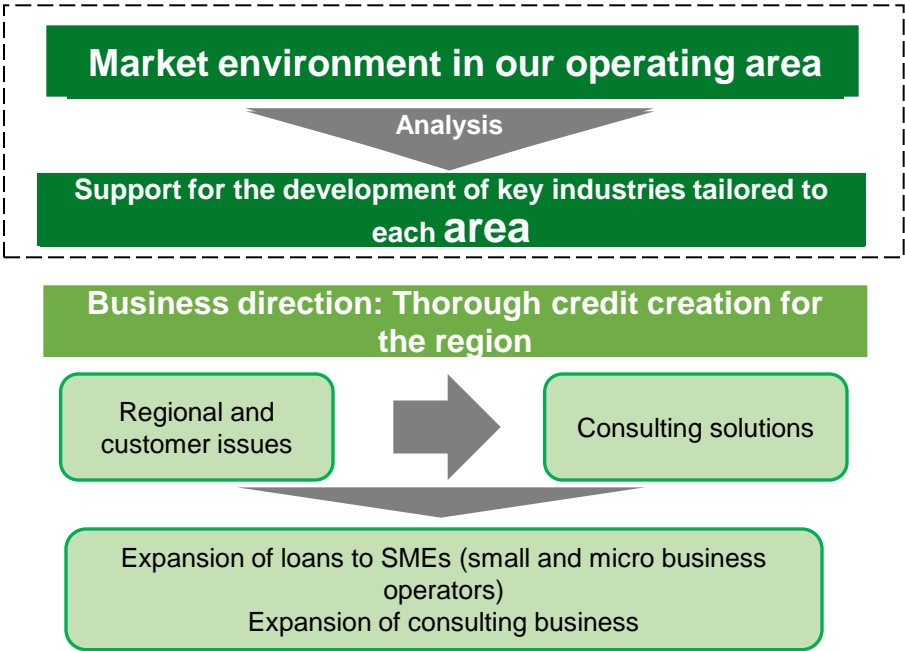 Market environment in our operating area
Analysis
Support for the development of key industries tailored to
each area
Business direction: Thorough credit creation for
the region
Regional and
customer issues
Consulting solutions
Expansion of loans to SMEs (small and micro business
operators)
Expansion of consulting business